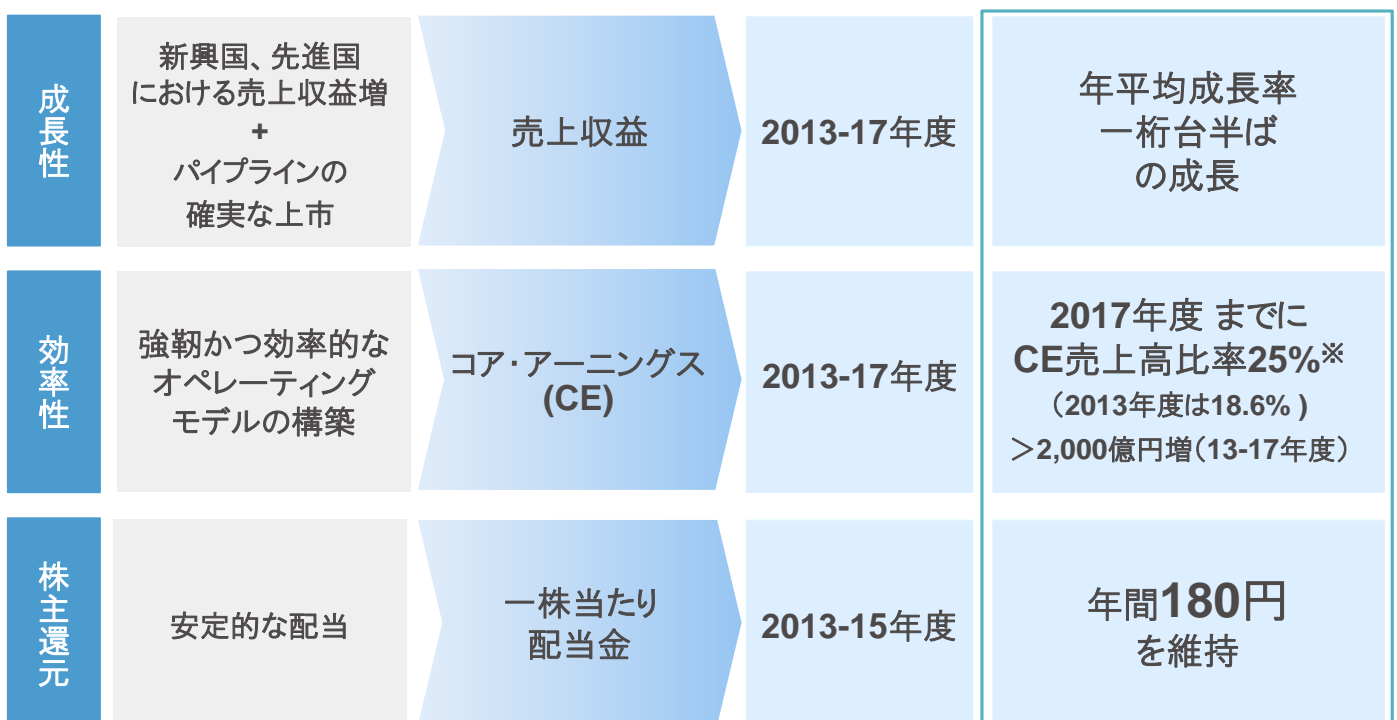 成長性
新興国、先進国
における売上収益増
+
パイプラインの
確実な上市
売上収益
2013-17年度
年平均成長率
一桁台半ば
の成長
効率性
強靭かつ効率的な
オペレーティング
モデルの構築
コア・アーニングス
(CE)
2013-17年度
2017年度 までに
CE売上高比率25%※
（2013年度は18.6% )
＞2,000億円増（13-17年度）
株主還元
安定的な配当
一株当たり
配当金
2013-15年度
年間180円
を維持